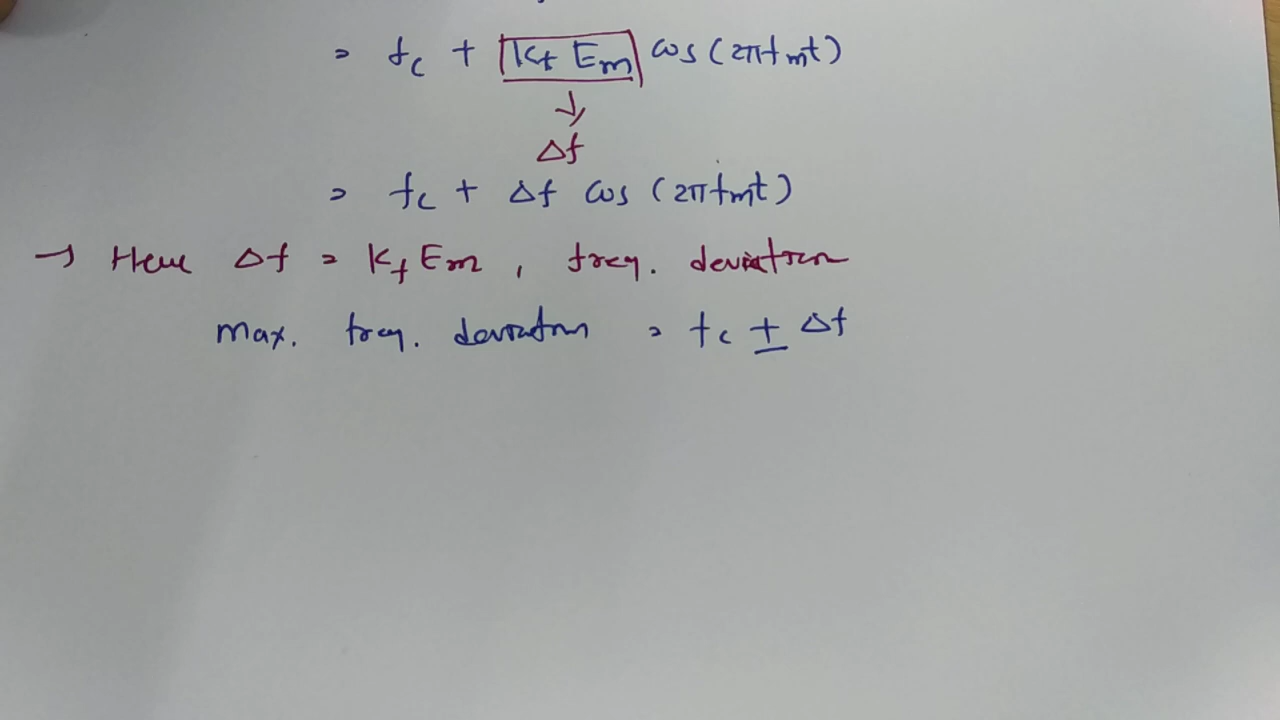 = fc + Kf Em cos (2πfmt)
↓
Δf
= fc + Δf cos (2πfmt)
→ Here Δf = Kf Em , freq. deviation
max. freq. deviation = fc ± Δf